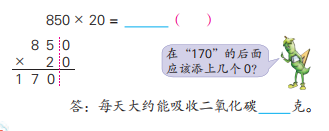 850 × 20 = ______ (    )
8 5 0
× 2 0
1 7 0
在“170”的后面
应该添上几个0?
答：每天大约能吸收二氧化碳____克。